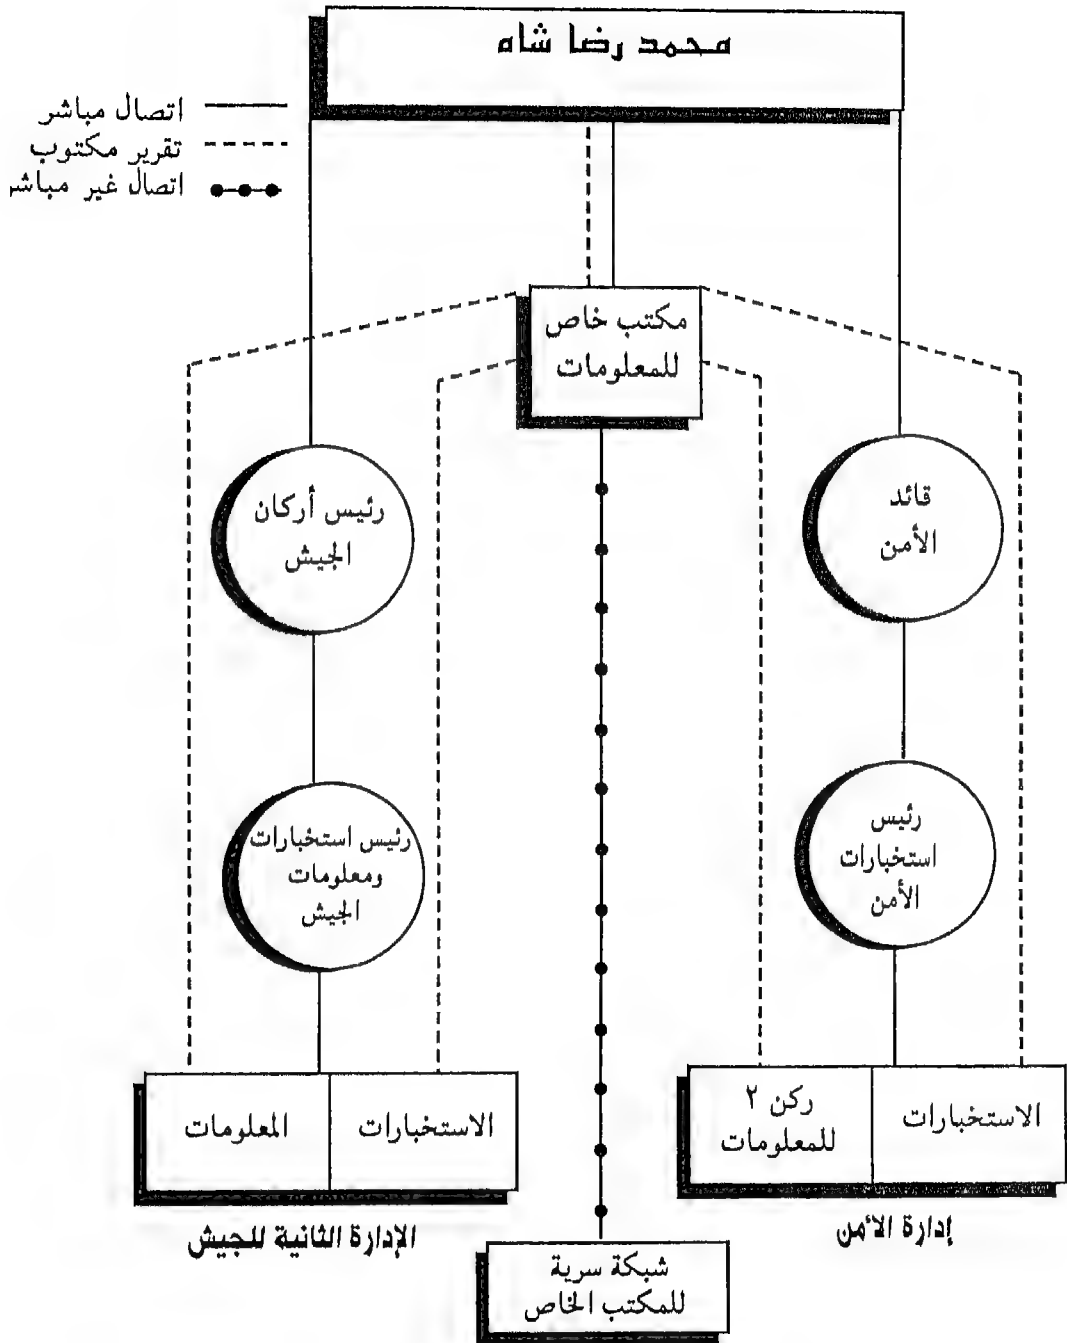 محمد رضا شاه
اتصال مباشر
تقرير مكتوب
اتصال غير مباشر
مكتب خاص
للمعلومات
قائد
الأمن
رئيس أركان
الجيش
رئيس
استخبارات
الأمن
رئيس استخبارات
ومعلومات
الجيش
الاستخبارات
ركن ٢
للمعلومات
الاستخبارات
المعلومات
إدارة الأمن
الإدارة الثانية للجيش
شبكة سرية
للمكتب الخاص